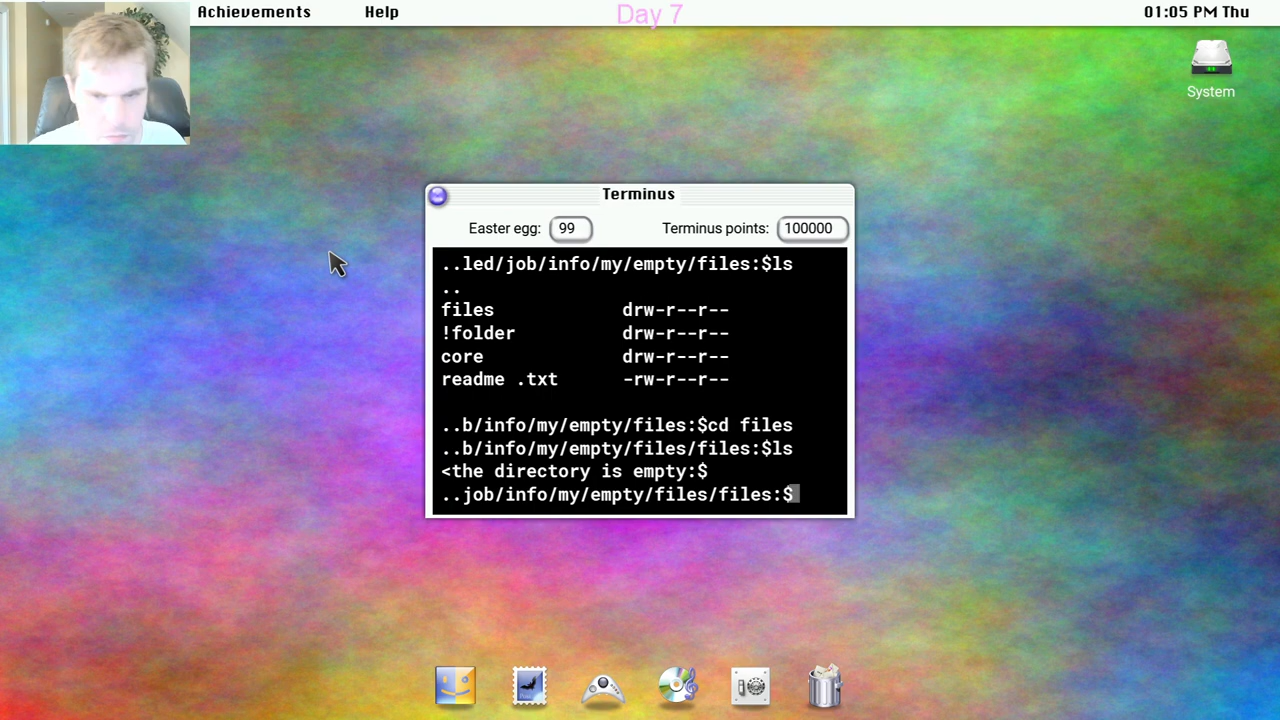 Achievements Help Day 7 01:05 PM Thu
System
Terminus
Easter egg: 99 Terminus points: 100000
..led/job/info/my/empty/files:$ls
..
files drw-r--r--
!folder drw-r--r--
core drw-r--r--
readme .txt -rw-r--r--
..b/info/my/empty/files:$cd files
..b/info/my/empty/files/files:$ls
<the directory is empty:$
..job/info/my/empty/files/files:$